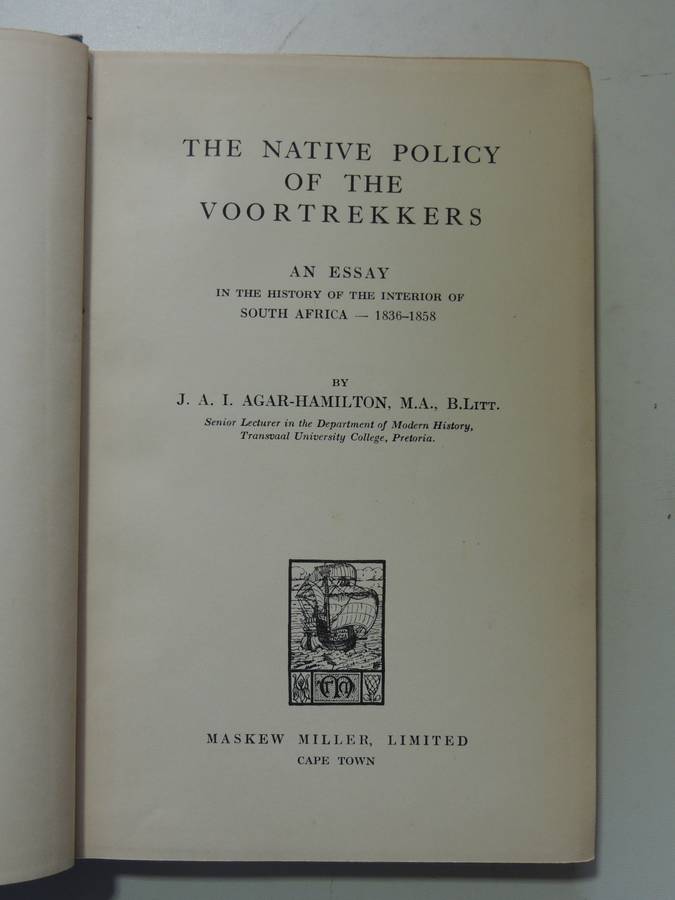 THE NATIVE POLICY
OF THE
VOORTREKKERS
AN ESSAY
IN THE HISTORY OF THE INTERIOR OF
SOUTH AFRICA — 1836–1858
BY
J. A. I. AGAR-HAMILTON, M.A., B.LITT.
Senior Lecturer in the Department of Modern History,
Transvaal University College, Pretoria.
MASKEW MILLER, LIMITED
CAPE TOWN